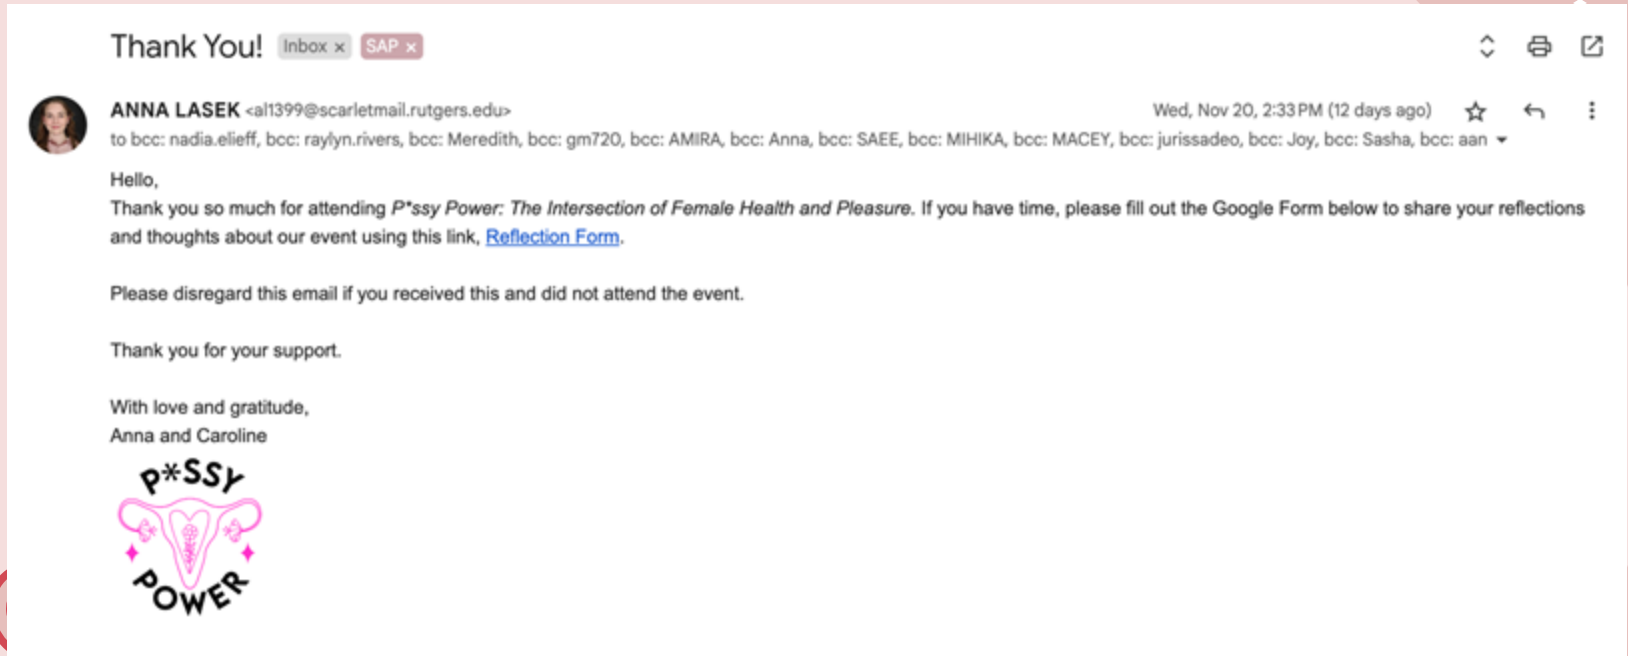 Thank You! Inbox × SAP ×
ANNA LASEK <al1399@scarletmail.rutgers.edu> Wed, Nov 20, 2:33 PM (12 days ago)
to bcc: nadia.elieff, bcc: raylyn.rivers, bcc: Meredith, bcc: gm720, bcc: AMIRA, bcc: Anna, bcc: SAEE, bcc: MIHIKA, bcc: MACEY, bcc: jurissadeo, bcc: Joy, bcc: Sasha, bcc: aan
Hello,
Thank you so much for attending P*ssy Power: The Intersection of Female Health and Pleasure. If you have time, please fill out the Google Form below to share your reflections
and thoughts about our event using this link, Reflection Form.
Please disregard this email if you received this and did not attend the event.
Thank you for your support.
With love and gratitude,
Anna and Caroline
P*SSY
POWER